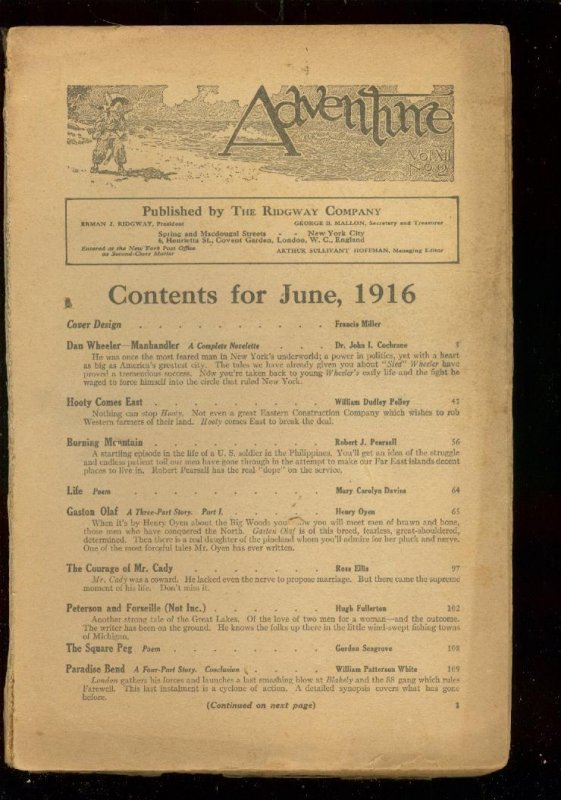 Adventure
Vol XII
No. 2
Published by THE RIDGWAY COMPANY
ERMAN J. RIDGWAY, President GEORGE B. MALLON, Secretary and Treasurer
Spring and Macdougal Streets - - New York City
6, Henrietta St., Covent Garden, London, W. C., England
Entered at the New York Post Office as Second-Class Matter
ARTHUR SULLIVANT HOFFMAN, Managing Editor
Contents for June, 1916
Cover Design . . . . . . . . . . Francis Miller
Dan Wheeler—Manhandler A Complete Novelette . . Dr. John I. Cochrane 3
He was once the most feared man in New York's underworld; a power in politics, yet with a heart
as big as America's greatest city. The tales we have already given you about "Sled" Wheeler have
proved a tremendous success. Now you're taken back to young Wheeler's early life and the fight he
waged to force himself into the circle that ruled New York.
Hooty Comes East . . . . . . . . . William Dudley Pelley 42
Nothing can stop Hooty. Not even a great Eastern Construction Company which wishes to rob
Western farmers of their land. Hooty comes to break the deal.
Burning Mountain . . . . . . . . . Robert J. Pearsall 56
A startling episode in the life of a U. S. soldier in the Philippines. You'll get an idea of the struggle
and endless patient toil our men have gone through in the attempt to make our Far East islands decent
places to live in. Robert Pearsall has the real "dope" on the service.
Life Poem . . . . . . . . . . Mary Carolyn Davies 64
Gaston Olaf A Three-Part Story. Part I. . . . . . Henry Oyen 65
When it's by Henry Oyen about the Big Woods you know you will meet men of brawn and bone,
those men who have conquered the North. Gaston Olaf is of this breed, fearless, great-shouldered,
determined. Then there is a real daughter of the pineland whom you'll admire for her pluck and nerve.
One of the most forceful tales Mr. Oyen has ever written.
The Courage of Mr. Cady . . . . . . . Ross Ellis 97
Mr. Cady was a coward. He lacked even the nerve to propose marriage. But there came the supreme
moment of his life. Don't miss it.
Peterson and Forseille (Not Inc.) . . . . . . Hugh Fullerton 102
Another strong tale of the Great Lakes. Of the love of two men for a woman—and the outcome.
The writer has been on the ground. He knows the folks up there in the little wind-swept fishing towns
of Michigan.
The Square Peg Poem . . . . . . . . Gordon Seagrove 108
Paradise Bend A Four-Part Story. Conclusion . . . . William Patterson White 109
Loudon gathers his forces and launches a last smashing blow at Blakely and the 88 gang which rules
Farewell. This last instalment is a cyclone of action. A detailed synopsis covers what has gone
before.
(Continued on next page) 1